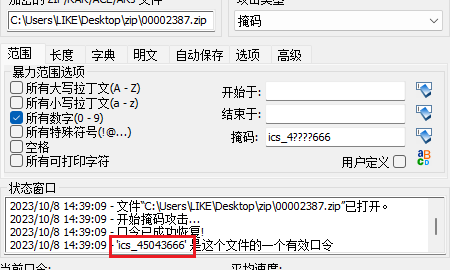 加密的 ZIP/RAR/ACE/ARJ 文件
攻击类型
C:\Users\LIKE\Desktop\zip\00002387.zip
掩码
范围 长度 字典 明文 自动保存 选项 高级
暴力范围选项
所有大写拉丁文(A - Z)
所有小写拉丁文(a - z)
所有数字(0 - 9)
所有特殊符号(!@...)
空格
所有可打印字符
开始于:
结束于:
掩码: ics_4????666
用户定义
状态窗口
2023/10/8 14:39:09 - 文件“C:\Users\LIKE\Desktop\zip\00002387.zip”已打开。
2023/10/8 14:39:09 - 开始掩码攻击...
2023/10/8 14:39:09 - 口令已成功恢复!
2023/10/8 14:39:09 - 'ics_45043666' 是这个文件的一个有效口令
当前口令:
平均速度: